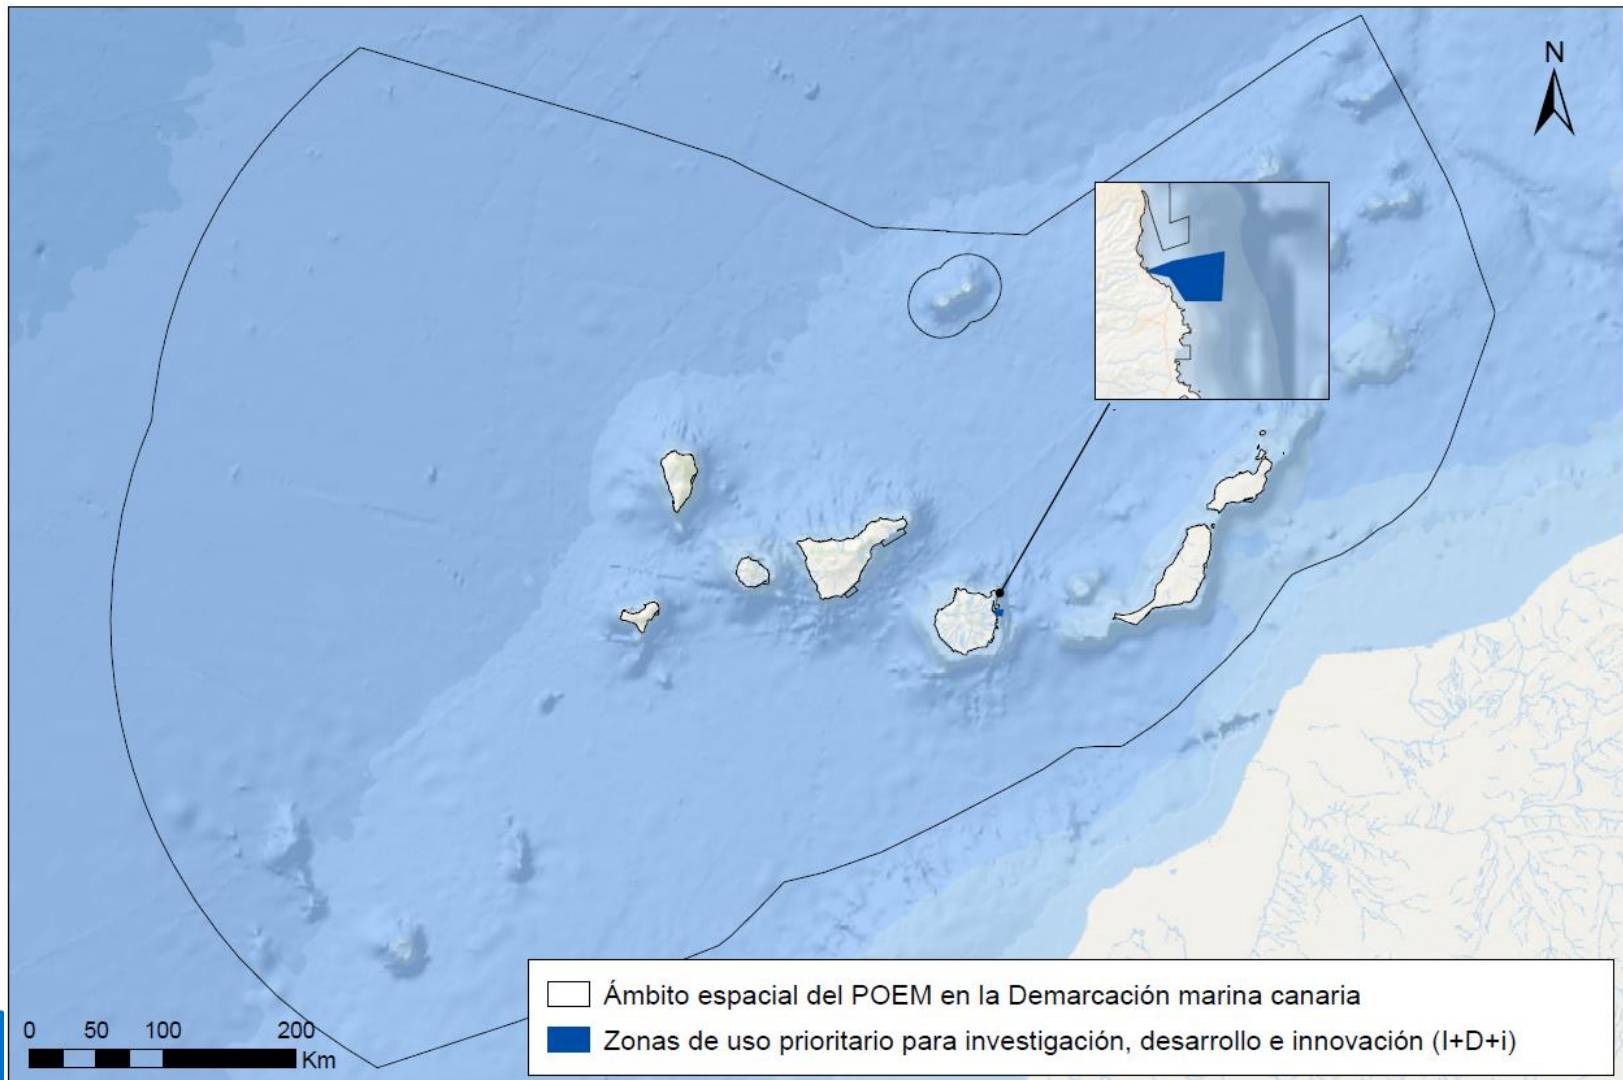 N
Ámbito espacial del POEM en la Demarcación marina canaria
Zonas de uso prioritario para investigación, desarrollo e innovación (I+D+i)
0 50 100 200
Km